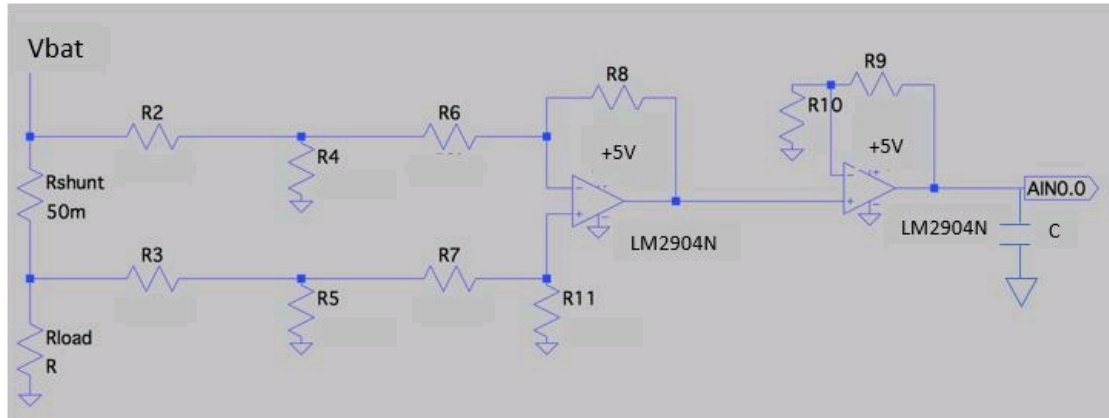 Vbat
R2
R4
R6
R8
+5V
LM2904N
R10
R9
+5V
LM2904N
AIN0.0
C
Rshunt
50m
R3
R5
R7
R11
Rload
R